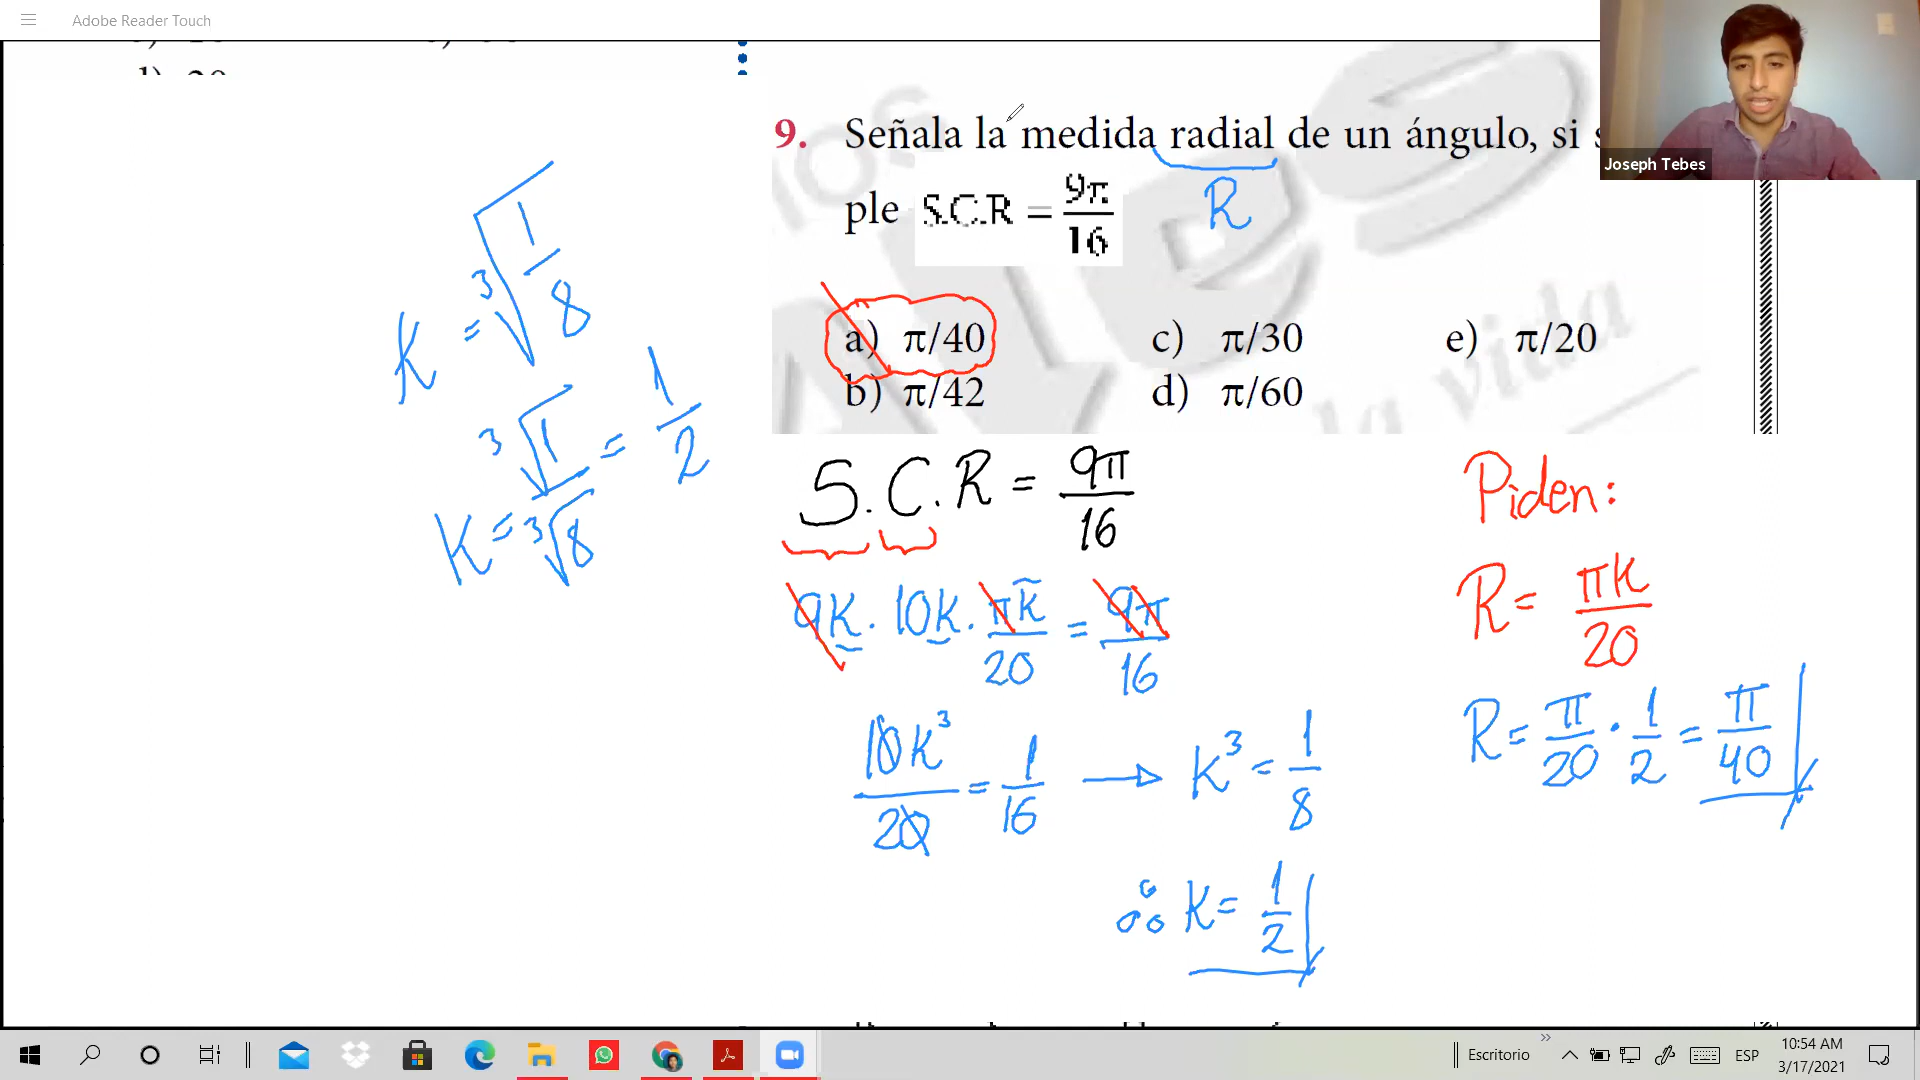 Adobe Reader Touch
9. Señala la medida radial de un ángulo, si
ple S.C.R = 9π/16
R
a) π/40
c) π/30
e) π/20
b) π/42
d) π/60
Joseph Tebes
K = ∛(1/8)
K = ∛1/∛8 = 1/2
S.C.R = 9π/16
9K . 10K . πK/20 = 9π/16
10K³/20 = 1/16 → K³ = 1/8
∴ K = 1/2
Piden:
R = πK/20
R = π/20 . 1/2 = π/40
Escritorio
ESP
10:54 AM
3/17/2021